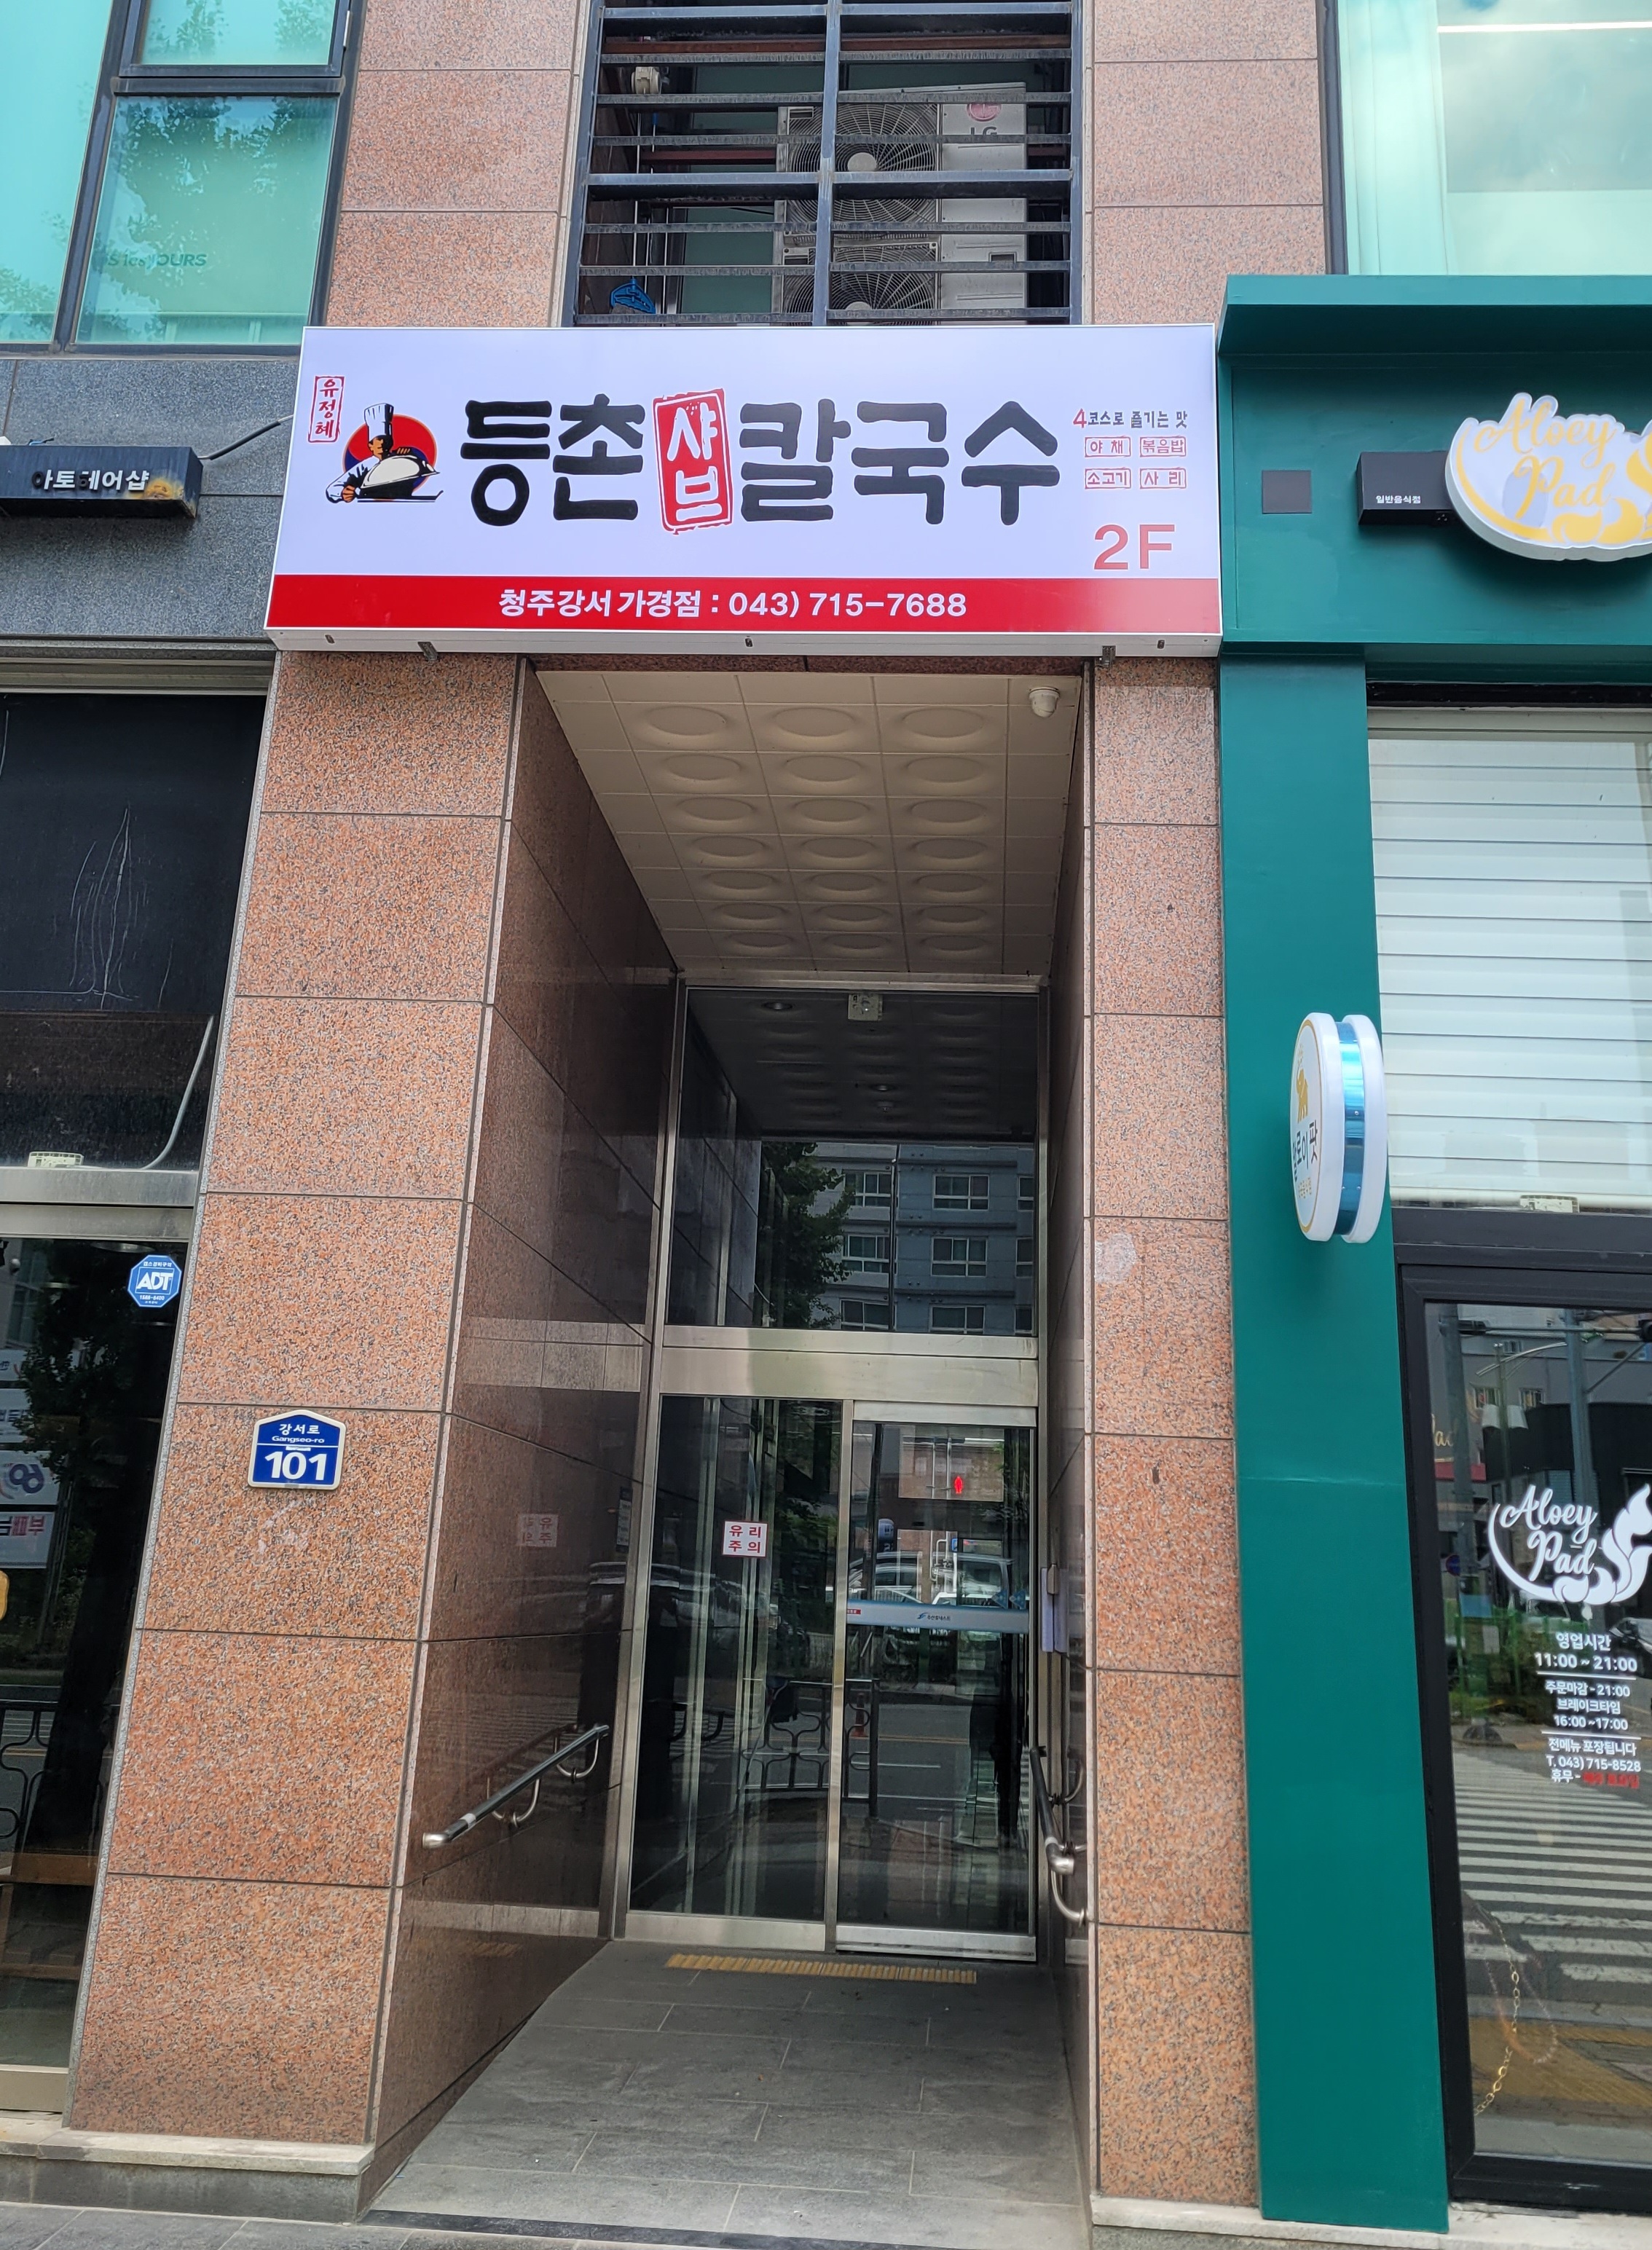 LG
유정혜
등촌샤브칼국수
4코스로 즐기는 맛
야채 볶음밥
소고기 사리
2F
청주강서가경점 : 043) 715-7688
아토헤어샵
일반음식점
Aloey
Pad
로이팟
ADT
강서로
Gangseo-ro
101
유리
주의
Aloey
Pad
영업시간
11:00 ~ 21:00
주문마감 - 21:00
브레이크타임
16:00 ~17:00
전메뉴 포장됩니다
T. 043) 715-8528
휴무 -